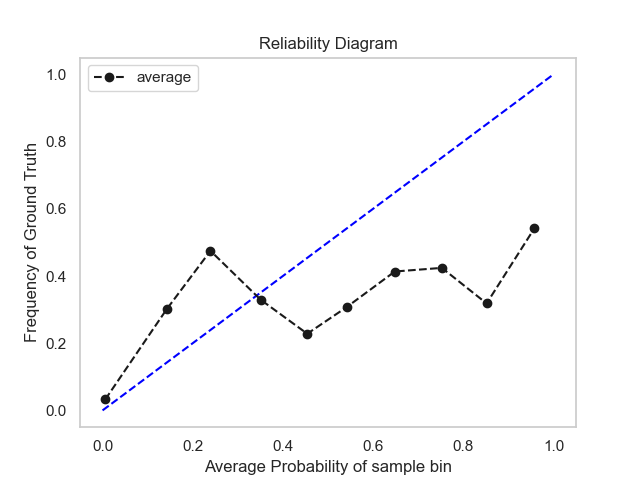 Reliability Diagram
average
1.0
0.8
0.6
0.4
0.2
0.0
Frequency of Ground Truth
0.0 0.2 0.4 0.6 0.8 1.0
Average Probability of sample bin